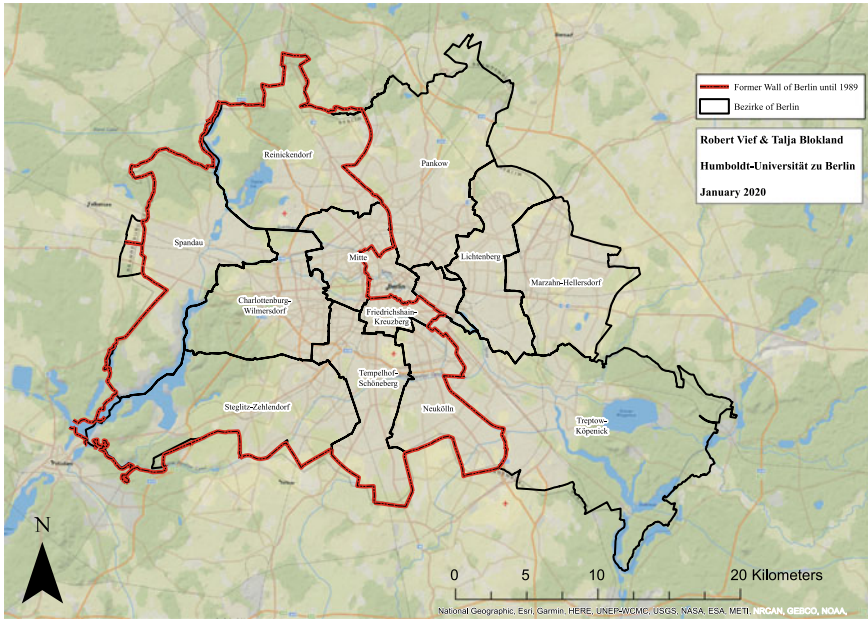 Former Wall of Berlin until 1989
Bezirke of Berlin
Robert Vief & Talja Blokland
Humboldt-Universität zu Berlin
January 2020
Reinickendorf
Pankow
Spandau
Mitte
Lichtenberg
Berlin
Marzahn-Hellersdorf
Charlottenburg-
Wilmersdorf
Friedrichshain-
Kreuzberg
Tempelhof-
Schöneberg
Steglitz-Zehlendorf
Neukölln
Treptow-
Köpenick
N
0 5 10 20 Kilometers
National Geographic, Esri, Garmin, HERE, UNEP-WCMC, USGS, NASA, ESA, METI, NRCAN, GEBCO, NOAA,